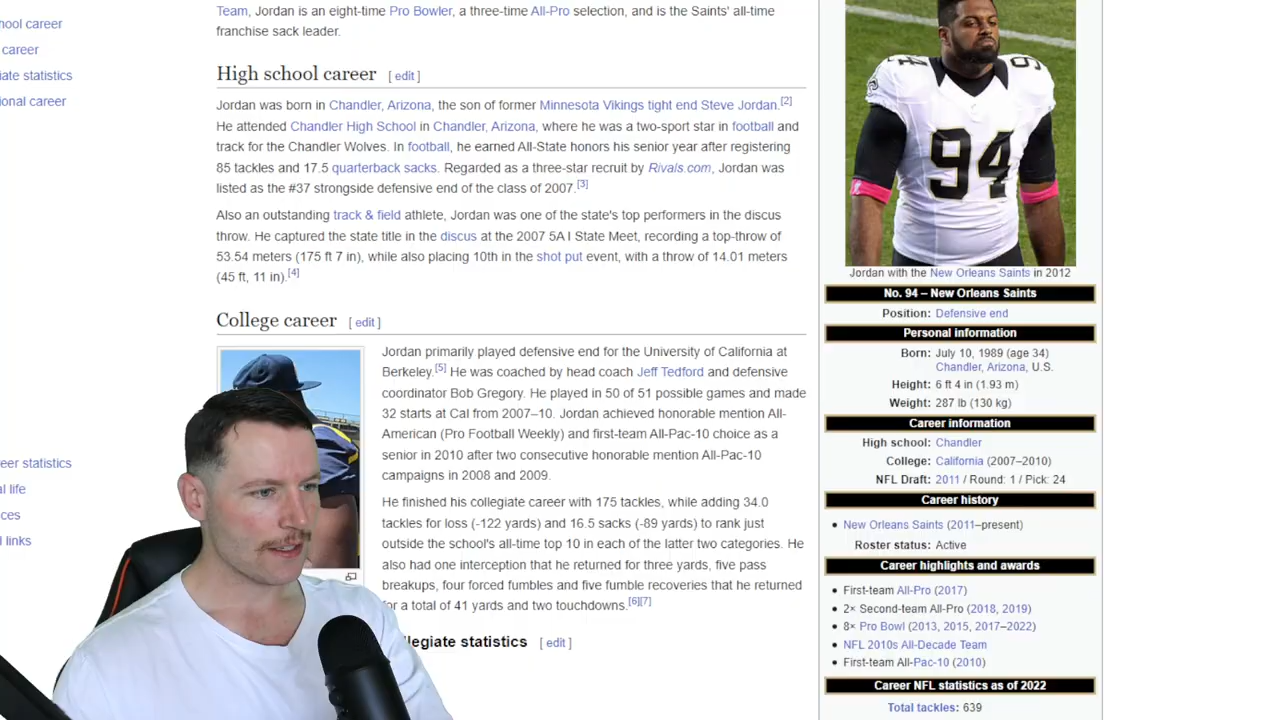 hool career
career
iate statistics
ional career
eer statistics
al life
ces
l links
Team, Jordan is an eight-time Pro Bowler, a three-time All-Pro selection, and is the Saints' all-time
franchise sack leader.
High school career [ edit ]
Jordan was born in Chandler, Arizona, the son of former Minnesota Vikings tight end Steve Jordan.[2]
He attended Chandler High School in Chandler, Arizona, where he was a two-sport star in football and
track for the Chandler Wolves. In football, he earned All-State honors his senior year after registering
85 tackles and 17.5 quarterback sacks. Regarded as a three-star recruit by Rivals.com, Jordan was
listed as the #37 strongside defensive end of the class of 2007.[3]
Also an outstanding track & field athlete, Jordan was one of the state's top performers in the discus
throw. He captured the state title in the discus at the 2007 5A I State Meet, recording a top-throw of
53.54 meters (175 ft 7 in), while also placing 10th in the shot put event, with a throw of 14.01 meters
(45 ft, 11 in).[4]
College career [ edit ]
Jordan primarily played defensive end for the University of California at
Berkeley.[5] He was coached by head coach Jeff Tedford and defensive
coordinator Bob Gregory. He played in 50 of 51 possible games and made
32 starts at Cal from 2007–10. Jordan achieved honorable mention All-
American (Pro Football Weekly) and first-team All-Pac-10 choice as a
senior in 2010 after two consecutive honorable mention All-Pac-10
campaigns in 2008 and 2009.
He finished his collegiate career with 175 tackles, while adding 34.0
tackles for loss (-122 yards) and 16.5 sacks (-89 yards) to rank just
outside the school's all-time top 10 in each of the latter two categories. He
also had one interception that he returned for three yards, five pass
breakups, four forced fumbles and five fumble recoveries that he returned
for a total of 41 yards and two touchdowns.[6][7]
legiate statistics [ edit ]
94
94
Jordan with the New Orleans Saints in 2012
No. 94 – New Orleans Saints
Position: Defensive end
Personal information
Born: July 10, 1989 (age 34)
Chandler, Arizona, U.S.
Height: 6 ft 4 in (1.93 m)
Weight: 287 lb (130 kg)
Career information
High school: Chandler
College: California (2007–2010)
NFL Draft: 2011 / Round: 1 / Pick: 24
Career history
• New Orleans Saints (2011–present)
Roster status: Active
Career highlights and awards
• First-team All-Pro (2017)
• 2× Second-team All-Pro (2018, 2019)
• 8× Pro Bowl (2013, 2015, 2017–2022)
• NFL 2010s All-Decade Team
• First-team All-Pac-10 (2010)
Career NFL statistics as of 2022
Total tackles: 639